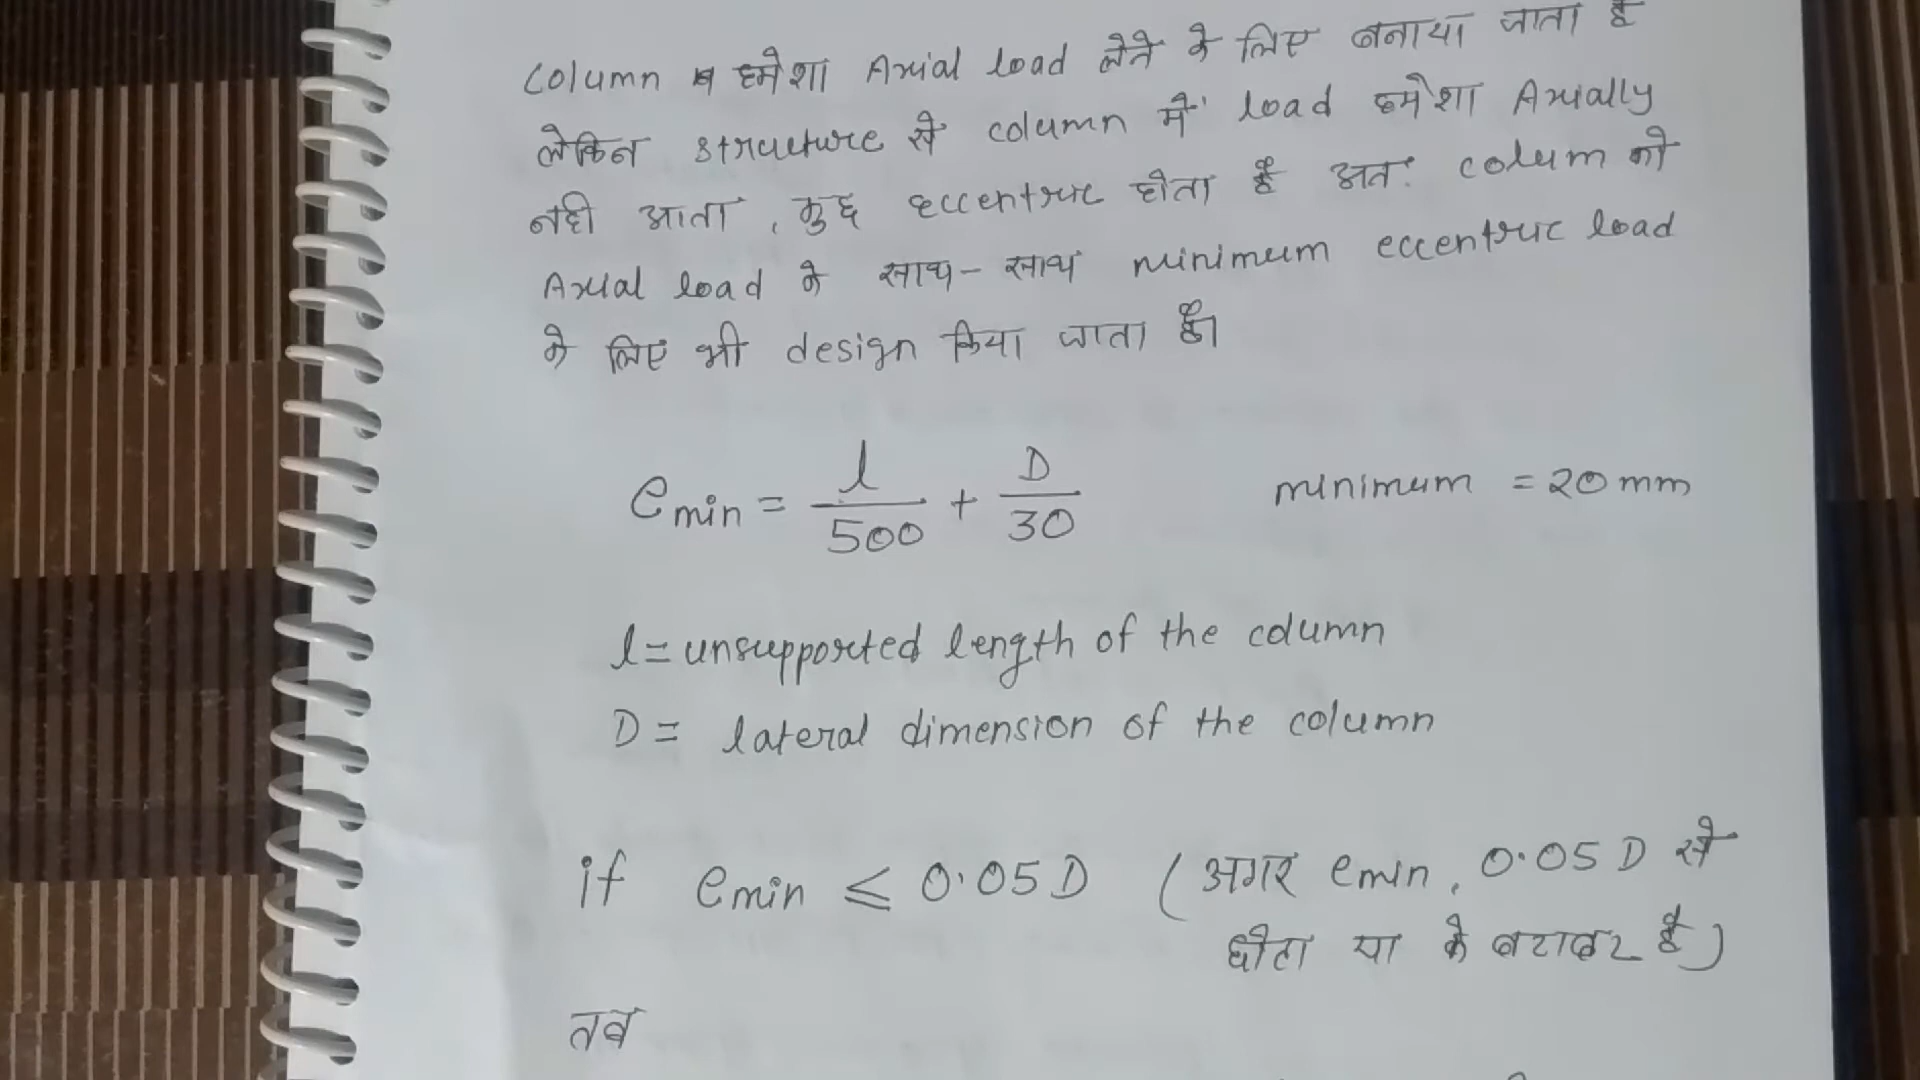 column हमेशा Axial load लेने के लिए बनाया जाता है
लेकिन structure से column में load हमेशा Axially
नही आता, कुछ eccentric होता है अतः colum को
Axial load के साथ-साथ minimum eccentric load
के लिए भी design किया जाता है।
emin = l/500 + D/30 minimum = 20 mm
l = unsupported length of the column
D = lateral dimension of the column
if emin ≤ 0.05 D (अगर emin, 0.05 D से
छोटा या के बराबर है)
तब